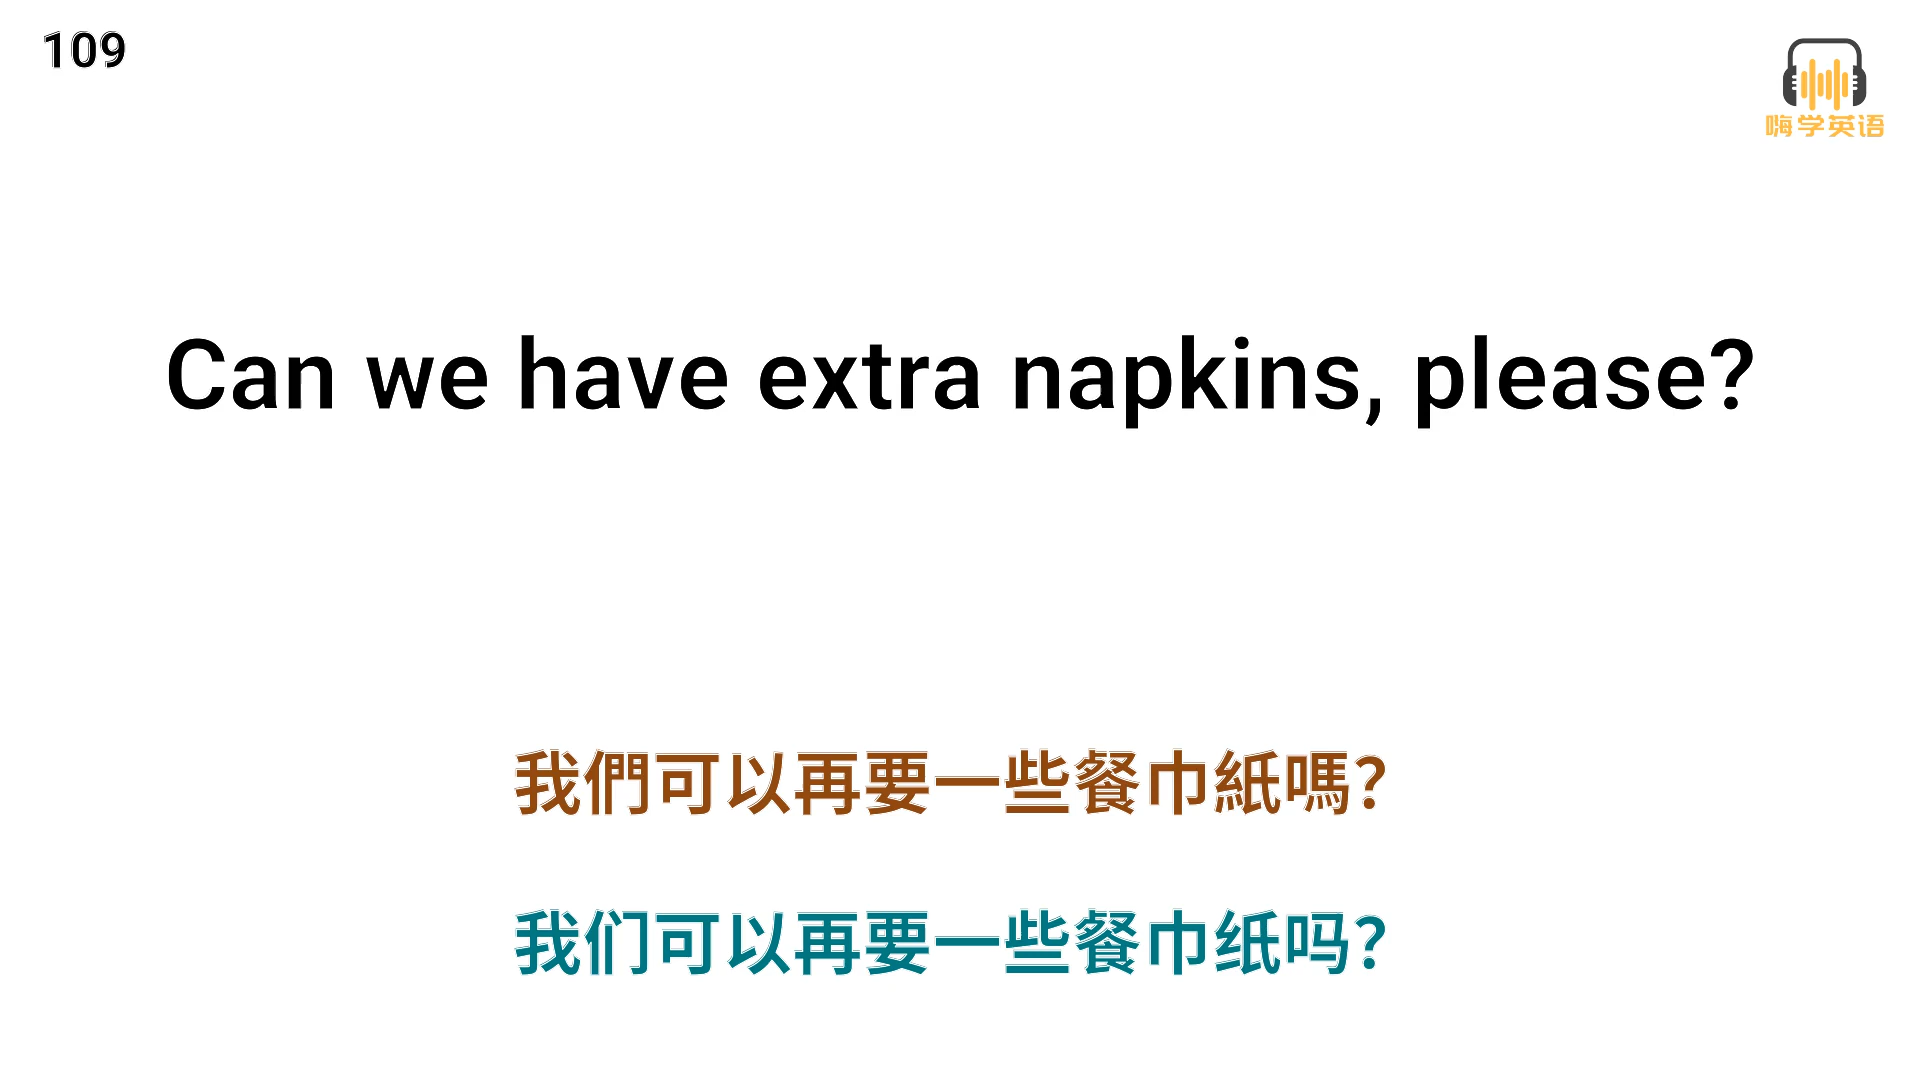 109
嗨学英语
Can we have extra napkins, please?
我們可以再要一些餐巾紙嗎?
我们可以再要一些餐巾纸吗?